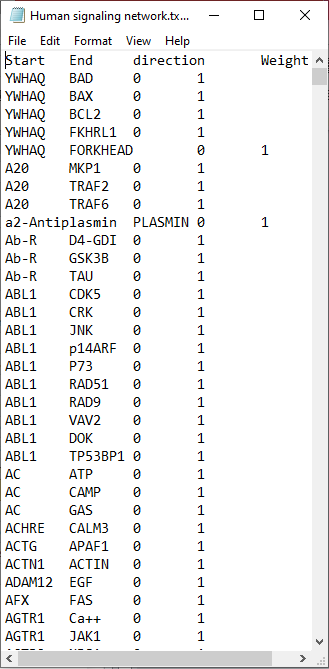 Human signaling network.tx...
File Edit Format View Help
Start End direction Weight
YWHAQ BAD 0 1
YWHAQ BAX 0 1
YWHAQ BCL2 0 1
YWHAQ FKHRL1 0 1
YWHAQ FORKHEAD 0 1
A20 MKP1 0 1
A20 TRAF2 0 1
A20 TRAF6 0 1
a2-Antiplasmin PLASMIN 0 1
Ab-R D4-GDI 0 1
Ab-R GSK3B 0 1
Ab-R TAU 0 1
ABL1 CDK5 0 1
ABL1 CRK 0 1
ABL1 JNK 0 1
ABL1 p14ARF 0 1
ABL1 P73 0 1
ABL1 RAD51 0 1
ABL1 RAD9 0 1
ABL1 VAV2 0 1
ABL1 DOK 0 1
ABL1 TP53BP1 0 1
AC ATP 0 1
AC CAMP 0 1
AC GAS 0 1
ACHRE CALM3 0 1
ACTG APAF1 0 1
ACTN1 ACTIN 0 1
ADAM12 EGF 0 1
AFX FAS 0 1
AGTR1 Ca++ 0 1
AGTR1 JAK1 0 1